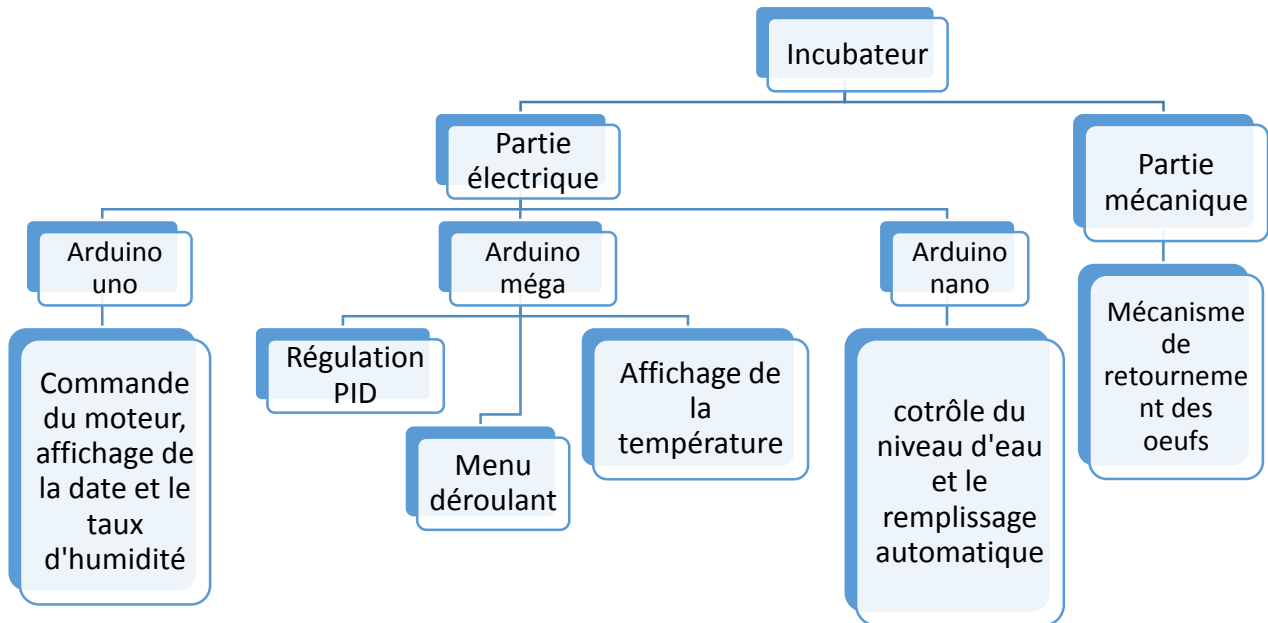 Incubateur
Partie
électrique
Partie
mécanique
Arduino
uno
Arduino
méga
Arduino
nano
Commande
du moteur,
affichage de
la date et le
taux
d'humidité
Régulation
PID
Menu
déroulant
Affichage de
la
température
cotrôle du
niveau d'eau
et le
remplissage
automatique
Mécanisme
de
retourneme
nt des
oeufs